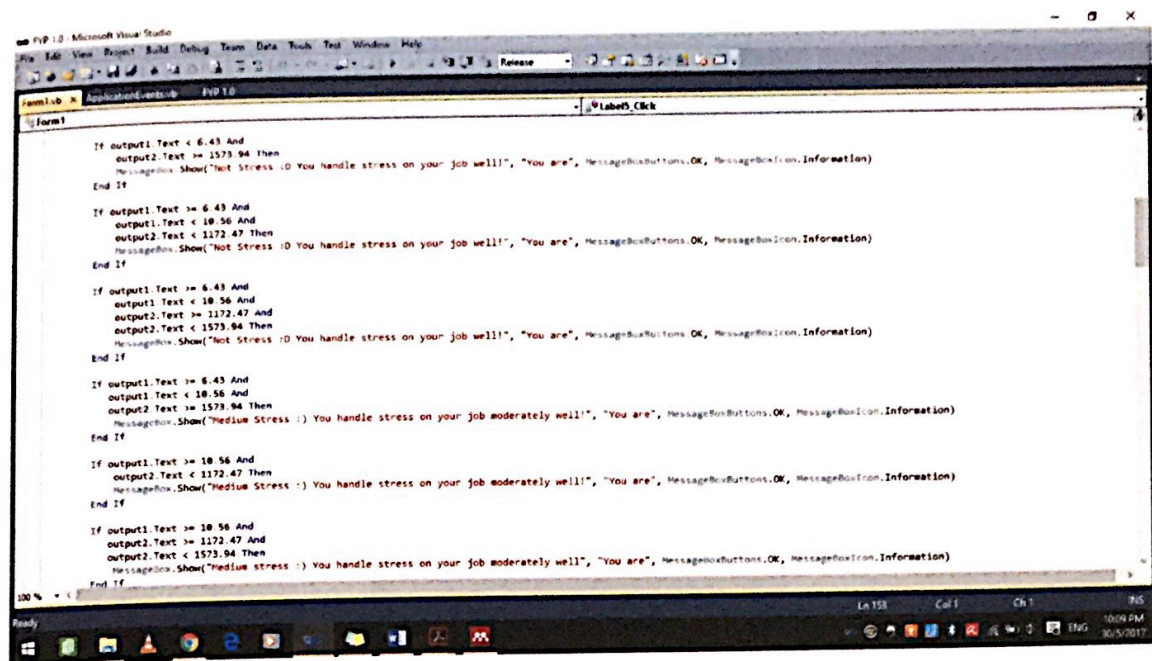 FYP 1.0 - Microsoft Visual Studio
File Edit View Project Build Debug Team Data Tools Test Window Help
Release
Form1.vb ApplicationEvents.vb FYP 1.0
Form1 Label5_Click
If output1.Text < 6.43 And
output2.Text >= 1573.94 Then
MessageBox.Show("Not Stress :D You handle stress on your job well!", "You are", MessageBoxButtons.OK, MessageBoxIcon.Information)
End If
If output1.Text >= 6.43 And
output1.Text < 10.56 And
output2.Text < 1172.47 Then
MessageBox.Show("Not Stress :D You handle stress on your job well!", "You are", MessageBoxButtons.OK, MessageBoxIcon.Information)
End If
If output1.Text >= 6.43 And
output1.Text < 10.56 And
output2.Text >= 1172.47 And
output2.Text < 1573.94 Then
MessageBox.Show("Not Stress :D You handle stress on your job well!", "You are", MessageBoxButtons.OK, MessageBoxIcon.Information)
End If
If output1.Text >= 6.43 And
output1.Text < 10.56 And
output2.Text >= 1573.94 Then
MessageBox.Show("Medium Stress :) You handle stress on your job moderately well!", "You are", MessageBoxButtons.OK, MessageBoxIcon.Information)
End If
If output1.Text >= 10.56 And
output2.Text < 1172.47 Then
MessageBox.Show("Medium Stress :) You handle stress on your job moderately well!", "You are", MessageBoxButtons.OK, MessageBoxIcon.Information)
End If
If output1.Text >= 10.56 And
output2.Text >= 1172.47 And
output2.Text < 1573.94 Then
MessageBox.Show("Medium stress :) You handle stress on your job moderately well", "You are", MessageBoxButtons.OK, MessageBoxIcon.Information)
End If
100 %
Ready Ln 153 Col 1 Ch 1 INS
ENG 10:09 PM
30/5/2017